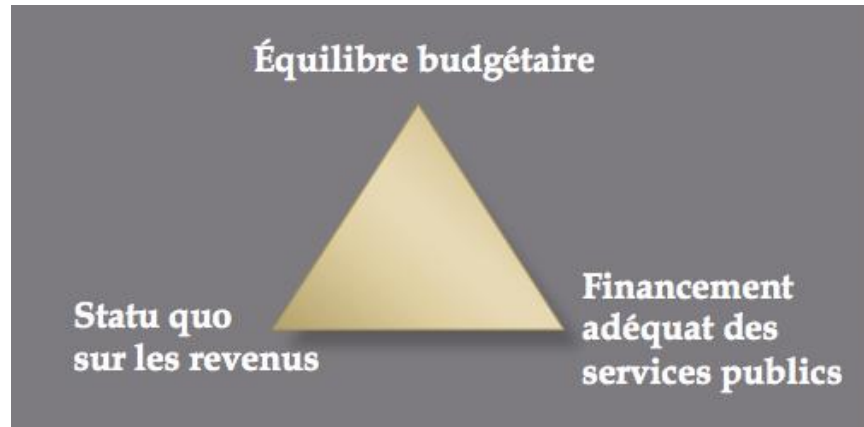 Équilibre budgétaire
Statu quo
sur les revenus
Financement
adéquat des
services publics